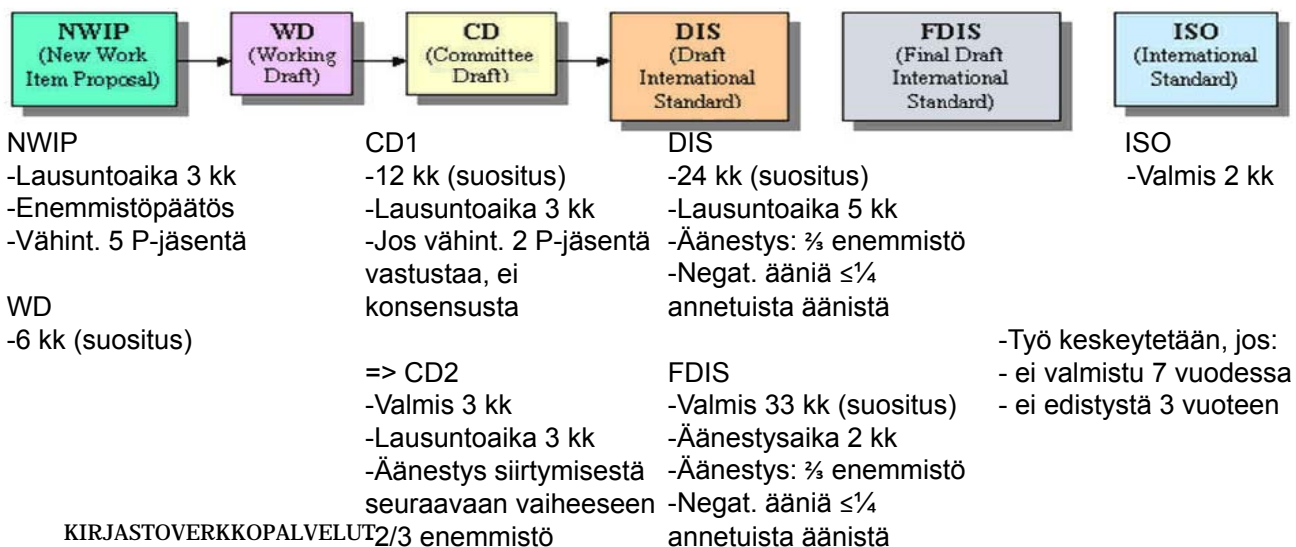 NWIP
(New Work
Item Proposal)
WD
(Working
Draft)
CD
(Committee
Draft)
DIS
(Draft
International
Standard)
FDIS
(Final Draft
International
Standard)
ISO
(International
Standard)
NWIP
-Lausuntoaika 3 kk
-Enemmistöpäätös
-Vähint. 5 P-jäsentä
WD
-6 kk (suositus)
CD1
-12 kk (suositus)
-Lausuntoaika 3 kk
-Jos vähint. 2 P-jäsentä
vastustaa, ei
konsensusta
=> CD2
-Valmis 3 kk
-Lausuntoaika 3 kk
-Äänestys siirtymisestä
seuraavaan vaiheeseen
2/3 enemmistö
DIS
-24 kk (suositus)
-Lausuntoaika 5 kk
-Äänestys: ⅔ enemmistö
-Negat. ääniä ≤¼
annetuista äänistä
FDIS
-Valmis 33 kk (suositus)
-Äänestysaika 2 kk
-Äänestys: ⅔ enemmistö
-Negat. ääniä ≤¼
annetuista äänistä
ISO
-Valmis 2 kk
-Työ keskeytetään, jos:
- ei valmistu 7 vuodessa
- ei edistystä 3 vuoteen
KIRJASTOVERKKOPALVELUT